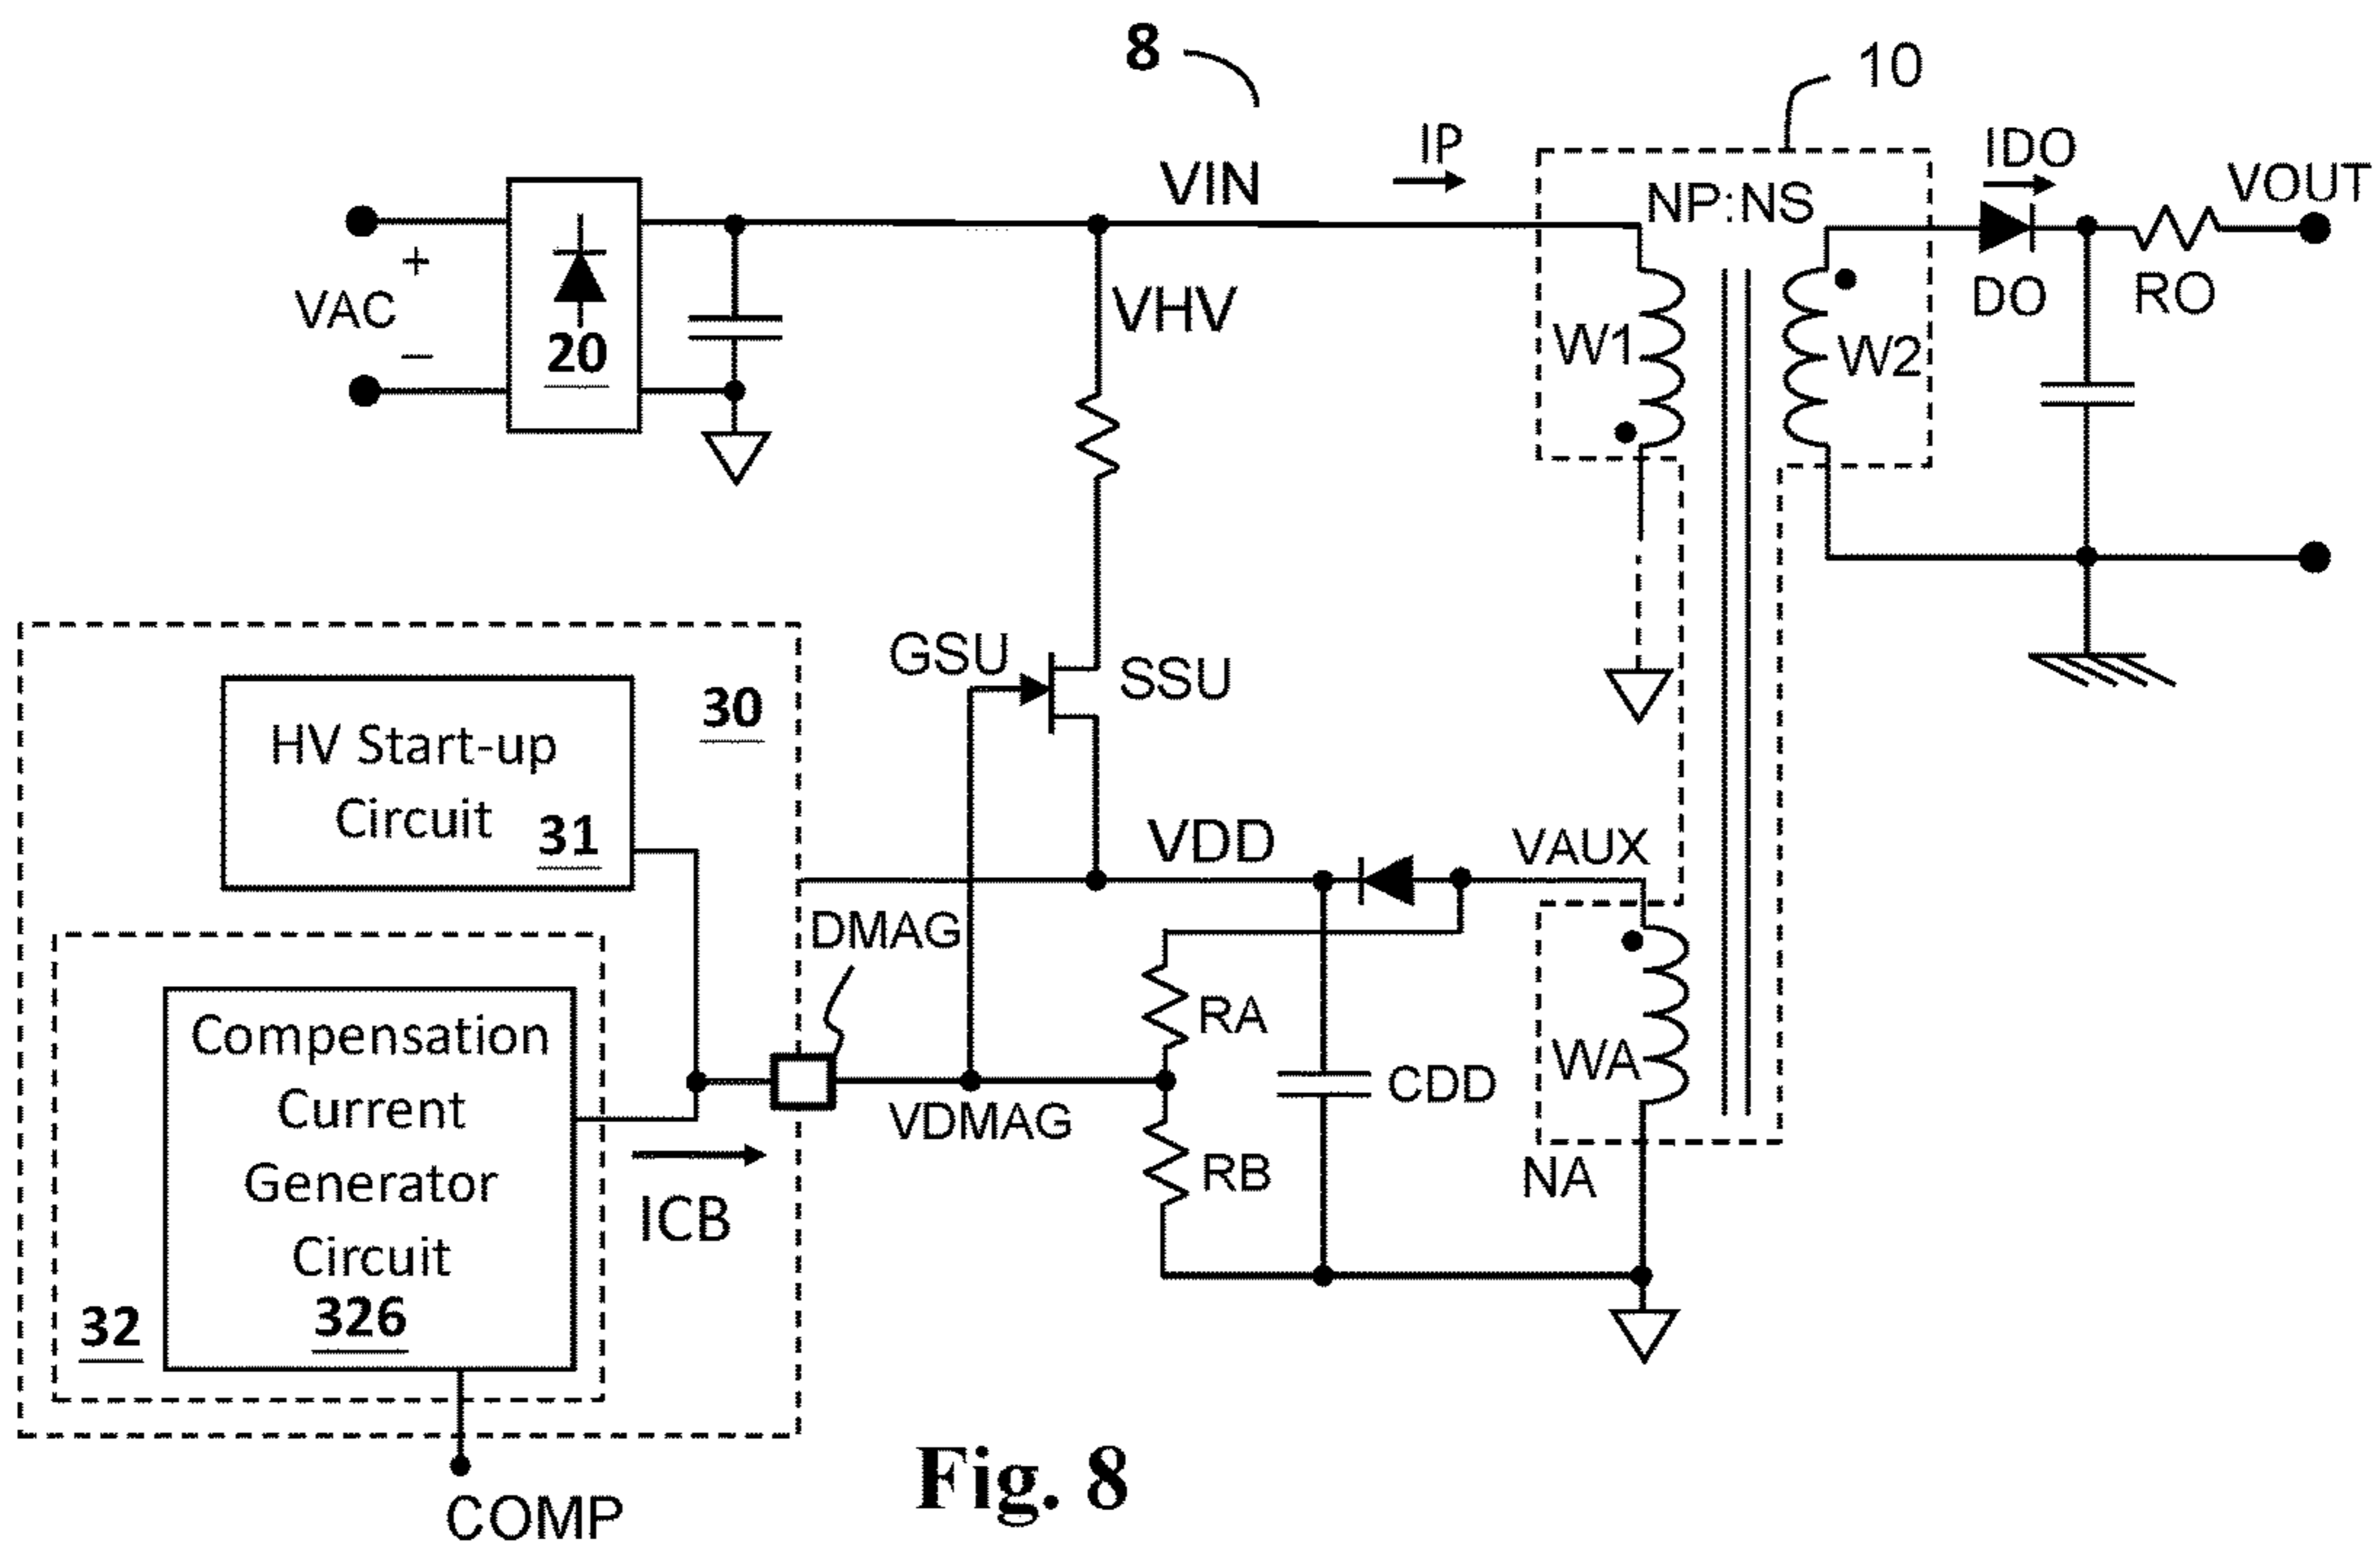 8
10
IP
IDO
VIN
NP:NS
VOUT
+
VAC
−
20
VHV
W1
W2
DO
RO
GSU
SSU
30
HV Start-up
Circuit
31
VDD
VAUX
DMAG
RA
WA
CDD
VDMAG
RB
NA
Compensation
Current
Generator
Circuit
326
32
ICB
COMP
Fig. 8